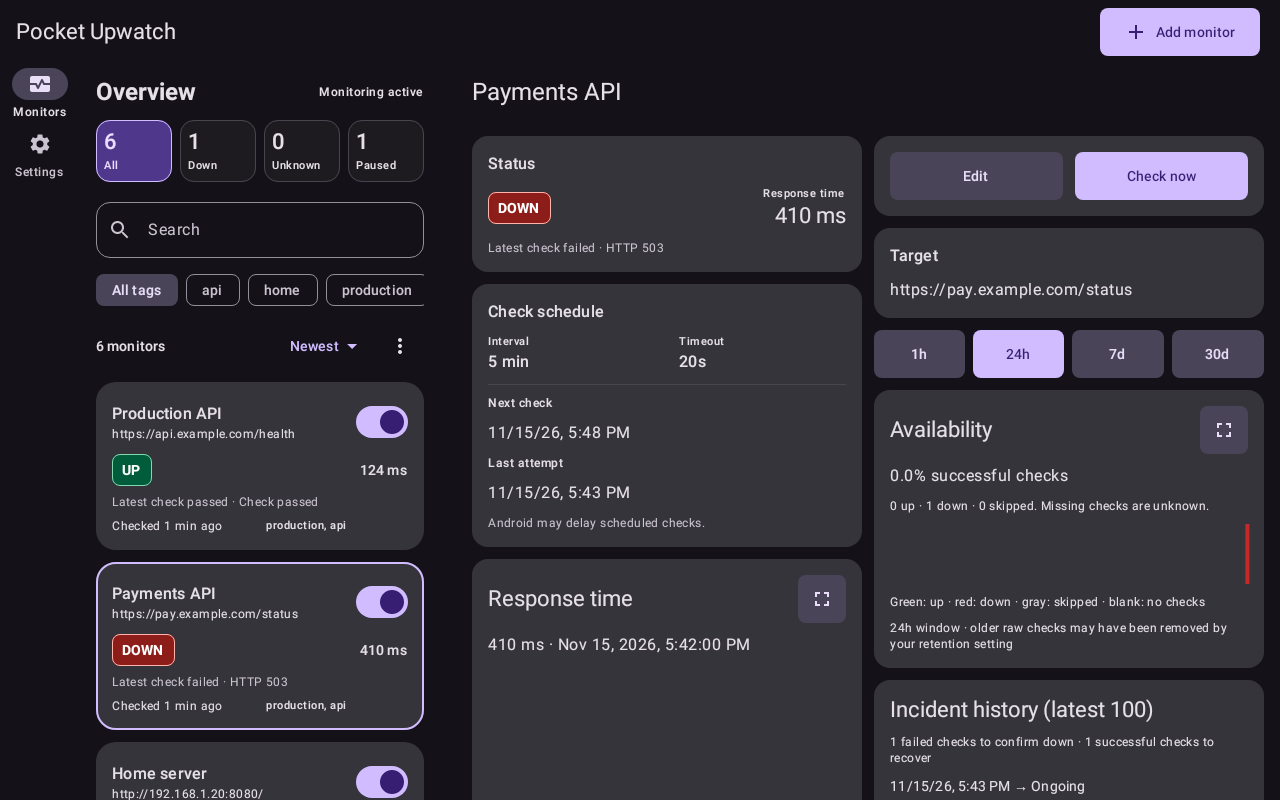 Pocket Upwatch
Add monitor
Monitors
Settings
Overview
Monitoring active
6
All
1
Down
0
Unknown
1
Paused
Search
All tags
api
home
production
6 monitors
Newest
Production API
https://api.example.com/health
UP
124 ms
Latest check passed · Check passed
Checked 1 min ago
production, api
Payments API
https://pay.example.com/status
DOWN
410 ms
Latest check failed · HTTP 503
Checked 1 min ago
production, api
Home server
http://192.168.1.20:8080/
Payments API
Status
DOWN
Response time
410 ms
Latest check failed · HTTP 503
Check schedule
Interval
5 min
Timeout
20s
Next check
11/15/26, 5:48 PM
Last attempt
11/15/26, 5:43 PM
Android may delay scheduled checks.
Response time
410 ms · Nov 15, 2026, 5:42:00 PM
Edit
Check now
Target
https://pay.example.com/status
1h
24h
7d
30d
Availability
0.0% successful checks
0 up · 1 down · 0 skipped. Missing checks are unknown.
Green: up · red: down · gray: skipped · blank: no checks
24h window · older raw checks may have been removed by
your retention setting
Incident history (latest 100)
1 failed checks to confirm down · 1 successful checks to
recover
11/15/26, 5:43 PM → Ongoing